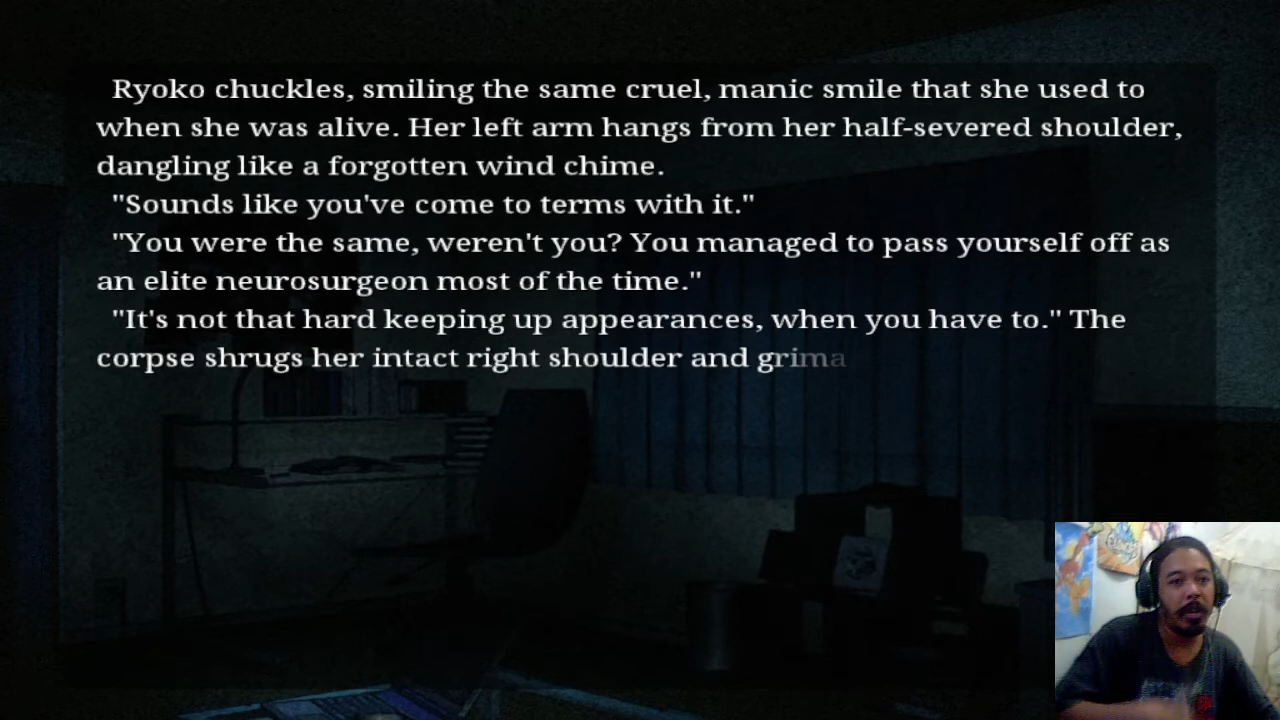 Ryoko chuckles, smiling the same cruel, manic smile that she used to
when she was alive. Her left arm hangs from her half-severed shoulder,
dangling like a forgotten wind chime.
"Sounds like you've come to terms with it."
"You were the same, weren't you? You managed to pass yourself off as
an elite neurosurgeon most of the time."
"It's not that hard keeping up appearances, when you have to." The
corpse shrugs her intact right shoulder and grima